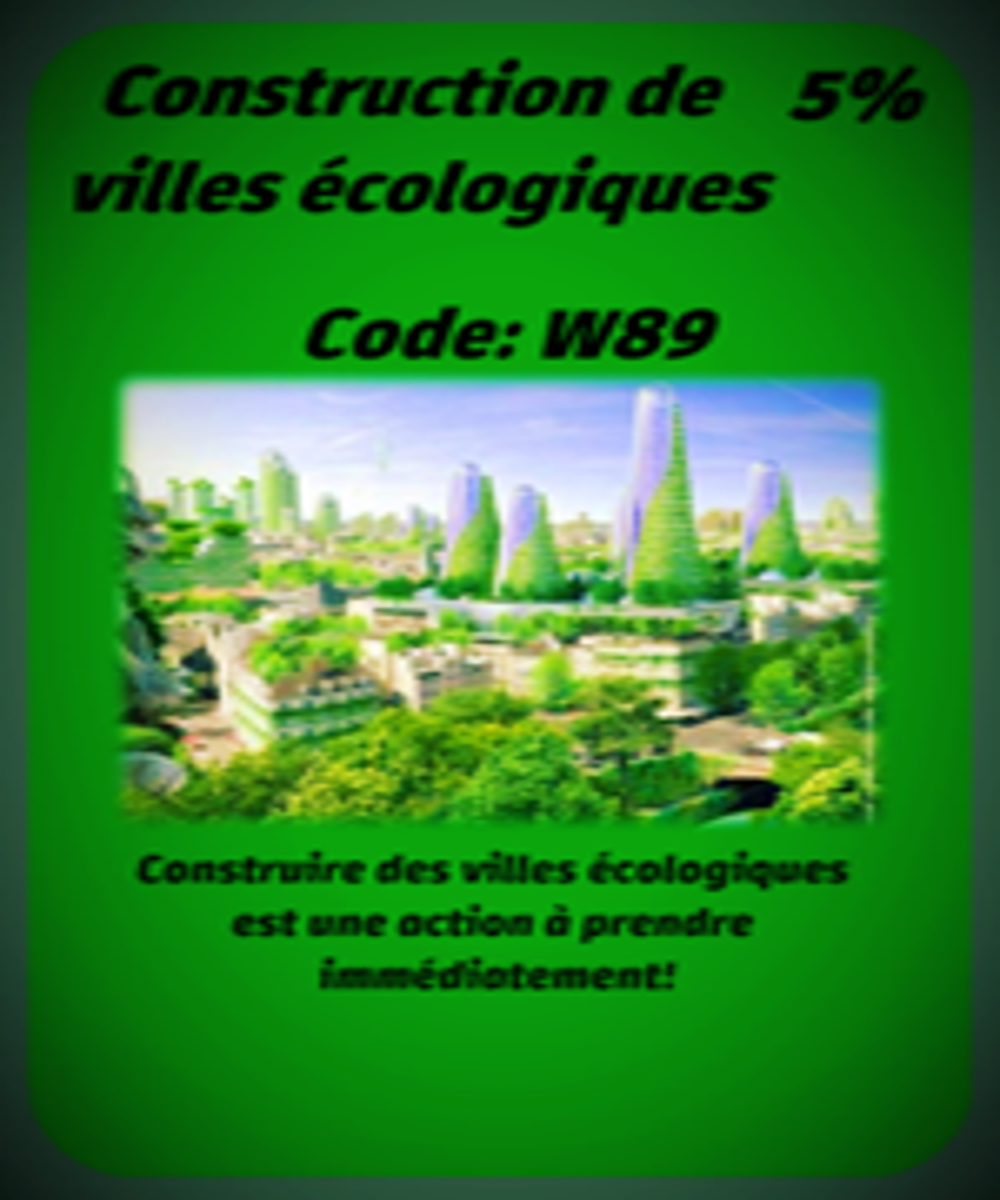 Construction de 5%
villes écologiques
Code: W89
Construire des villes écologiques
est une action à prendre
immédiatement!